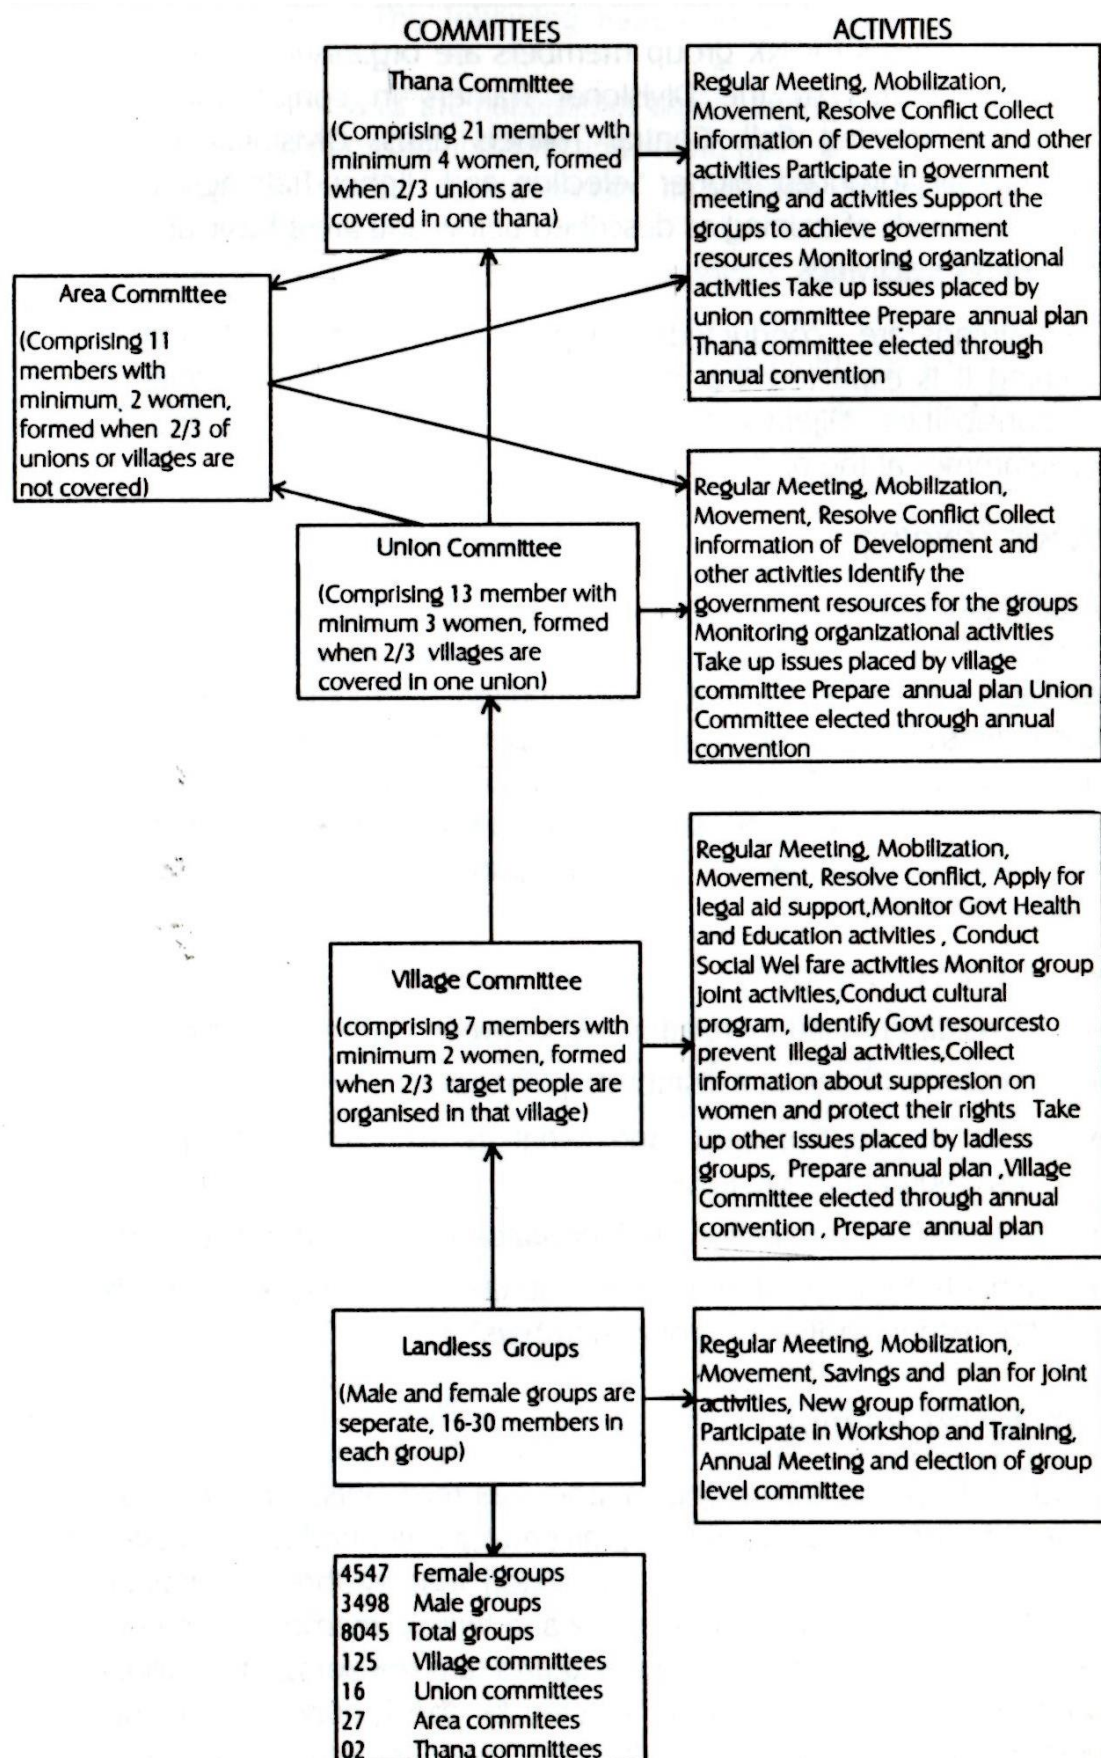 COMMITTEES
ACTIVITIES
Thana Committee
(Comprising 21 member with
minimum 4 women, formed
when 2/3 unions are
covered in one thana)
Regular Meeting, Mobilization,
Movement, Resolve Conflict Collect
information of Development and other
activities Participate in government
meeting and activities Support the
groups to achieve government
resources Monitoring organizational
activities Take up issues placed by
union committee Prepare annual plan
Thana committee elected through
annual convention
Area Committee
(Comprising 11
members with
minimum, 2 women,
formed when 2/3 of
unions or villages are
not covered)
Union Committee
(Comprising 13 member with
minimum 3 women, formed
when 2/3 villages are
covered in one union)
Regular Meeting, Mobilization,
Movement, Resolve Conflict Collect
information of Development and
other activities Identify the
government resources for the groups
Monitoring organizational activities
Take up issues placed by village
committee Prepare annual plan Union
Committee elected through annual
convention
Village Committee
(comprising 7 members with
minimum 2 women, formed
when 2/3 target people are
organised in that village)
Regular Meeting, Mobilization,
Movement, Resolve Conflict, Apply for
legal aid support,Monitor Govt Health
and Education activities , Conduct
Social Wel fare activities Monitor group
joint activities,Conduct cultural
program, Identify Govt resourcesto
prevent illegal activities,Collect
information about suppresion on
women and protect their rights Take
up other issues placed by ladless
groups, Prepare annual plan ,Village
Committee elected through annual
convention , Prepare annual plan
Landless Groups
(Male and female groups are
seperate, 16-30 members in
each group)
Regular Meeting, Mobilization,
Movement, Savings and plan for joint
activities, New group formation,
Participate in Workshop and Training,
Annual Meeting and election of group
level committee
4547 Female groups
3498 Male groups
8045 Total groups
125 Village committees
16 Union committees
27 Area commitees
02 Thana committees